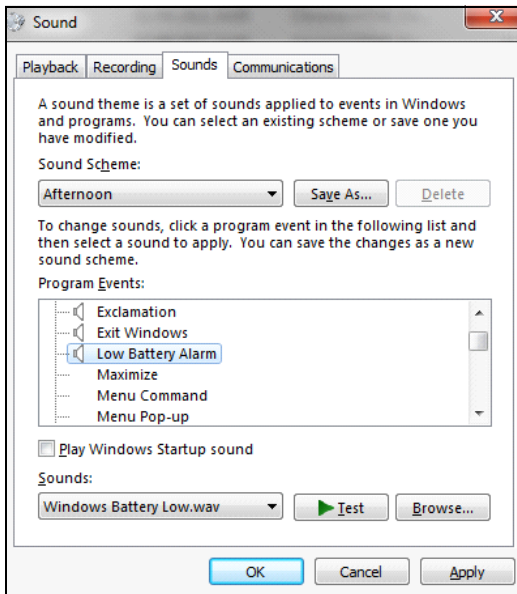 Sound
Playback Recording Sounds Communications
A sound theme is a set of sounds applied to events in Windows
and programs. You can select an existing scheme or save one you
have modified.
Sound Scheme:
Afternoon Save As... Delete
To change sounds, click a program event in the following list and
then select a sound to apply. You can save the changes as a new
sound scheme.
Program Events:
Exclamation
Exit Windows
Low Battery Alarm
Maximize
Menu Command
Menu Pop-up
Play Windows Startup sound
Sounds:
Windows Battery Low.wav Test Browse...
OK Cancel Apply